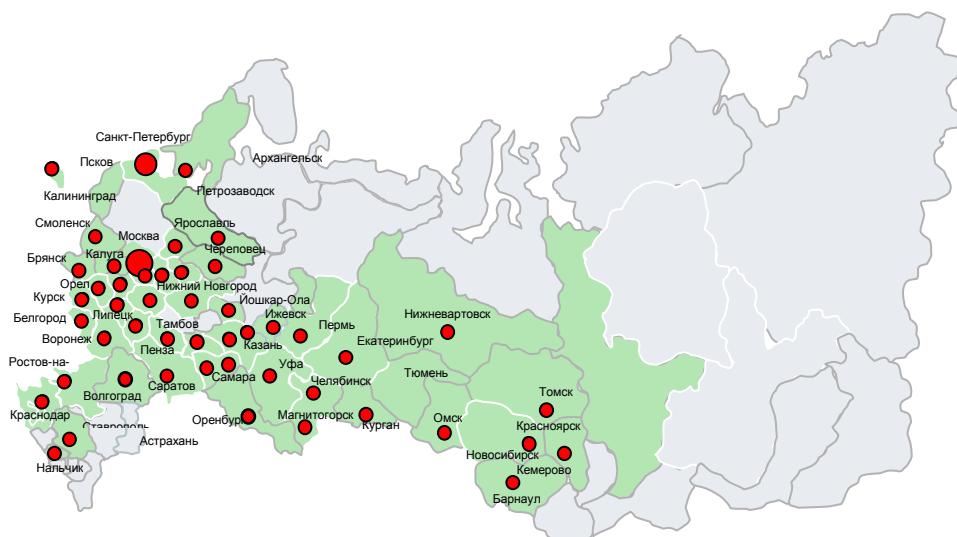 Санкт-Петербург
Архангельск
Псков
Петрозаводск
Калининград
Смоленск
Ярославль
Москва
Череповец
Брянск
Калуга
Орел
Нижний Новгород
Курск
Йошкар-Ола
Белгород
Липецк
Тамбов
Ижевск
Пермь
Нижневартовск
Воронеж
Пенза
Казань
Екатеринбург
Ростов-на-
Уфа
Тюмень
Волгоград
Саратов
Самара
Челябинск
Томск
Краснодар
Оренбург
Магнитогорск
Курган
Омск
Красноярск
Ставрополь
Астрахань
Новосибирск
Нальчик
Кемерово
Барнаул